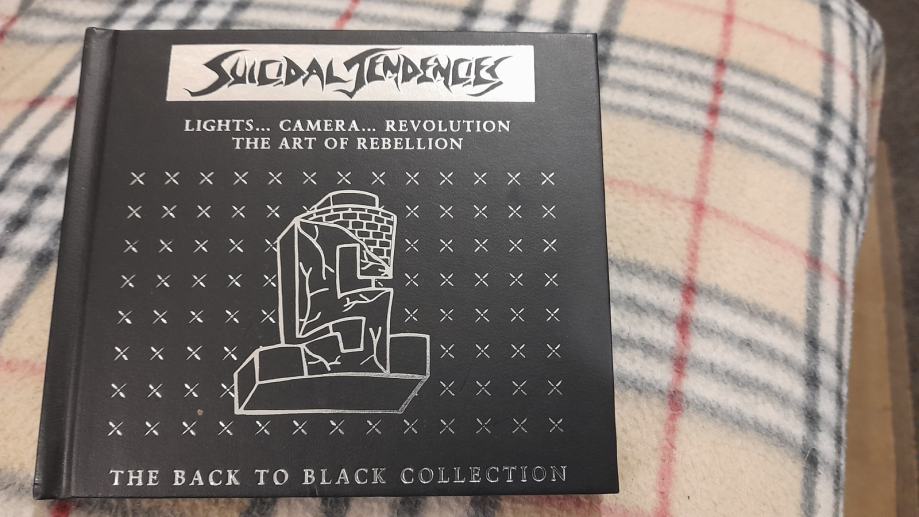 SUICIDAL TENDENCIES
LIGHTS... CAMERA... REVOLUTION
THE ART OF REBELLION
THE BACK TO BLACK COLLECTION